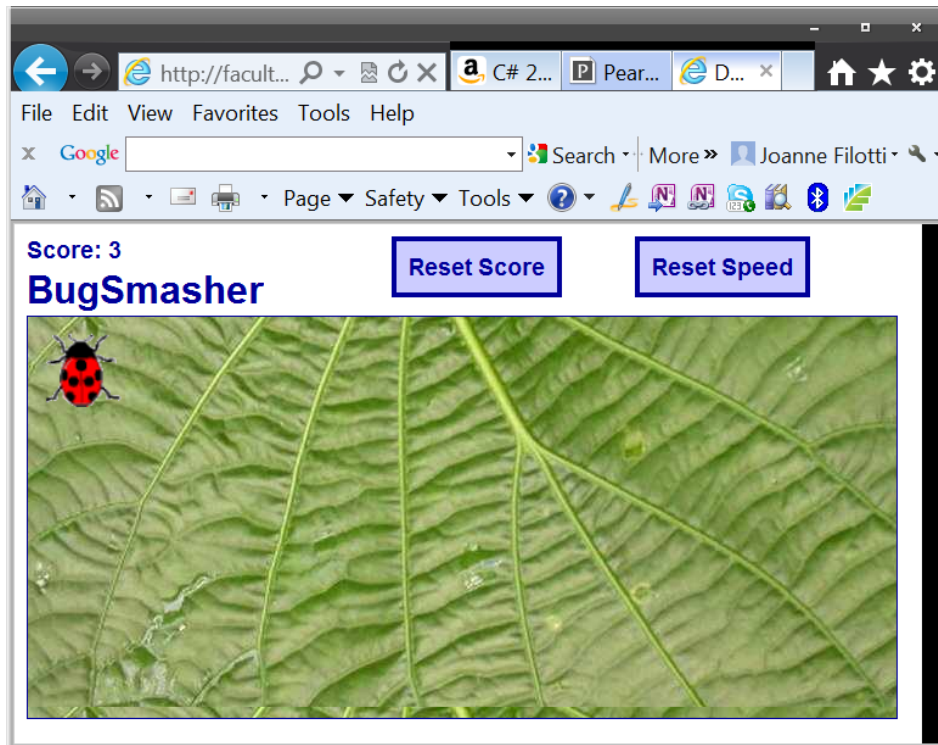 http://facult... C# 2... Pear... D...
File Edit View Favorites Tools Help
x Google Search More» Joanne Filotti
Page Safety Tools
Score: 3
BugSmasher
Reset Score Reset Speed